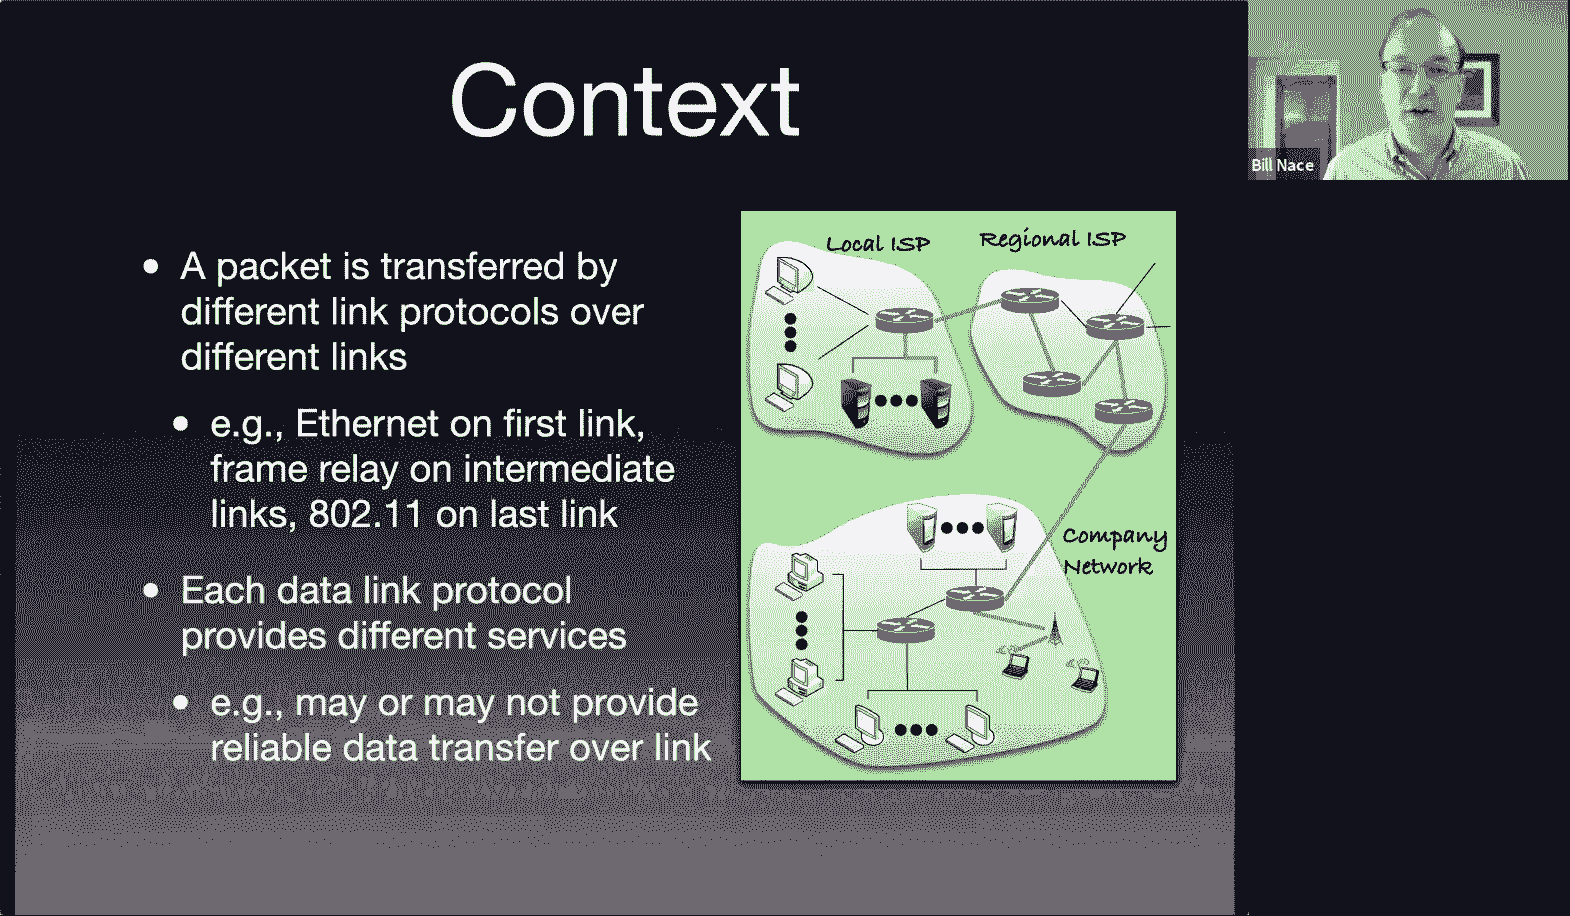 Context
Bill Nace
• A packet is transferred by
different link protocols over
different links
• e.g., Ethernet on first link,
frame relay on intermediate
links, 802.11 on last link
• Each data link protocol
provides different services
• e.g., may or may not provide
reliable data transfer over link
Local ISP
Regional ISP
Company
Network